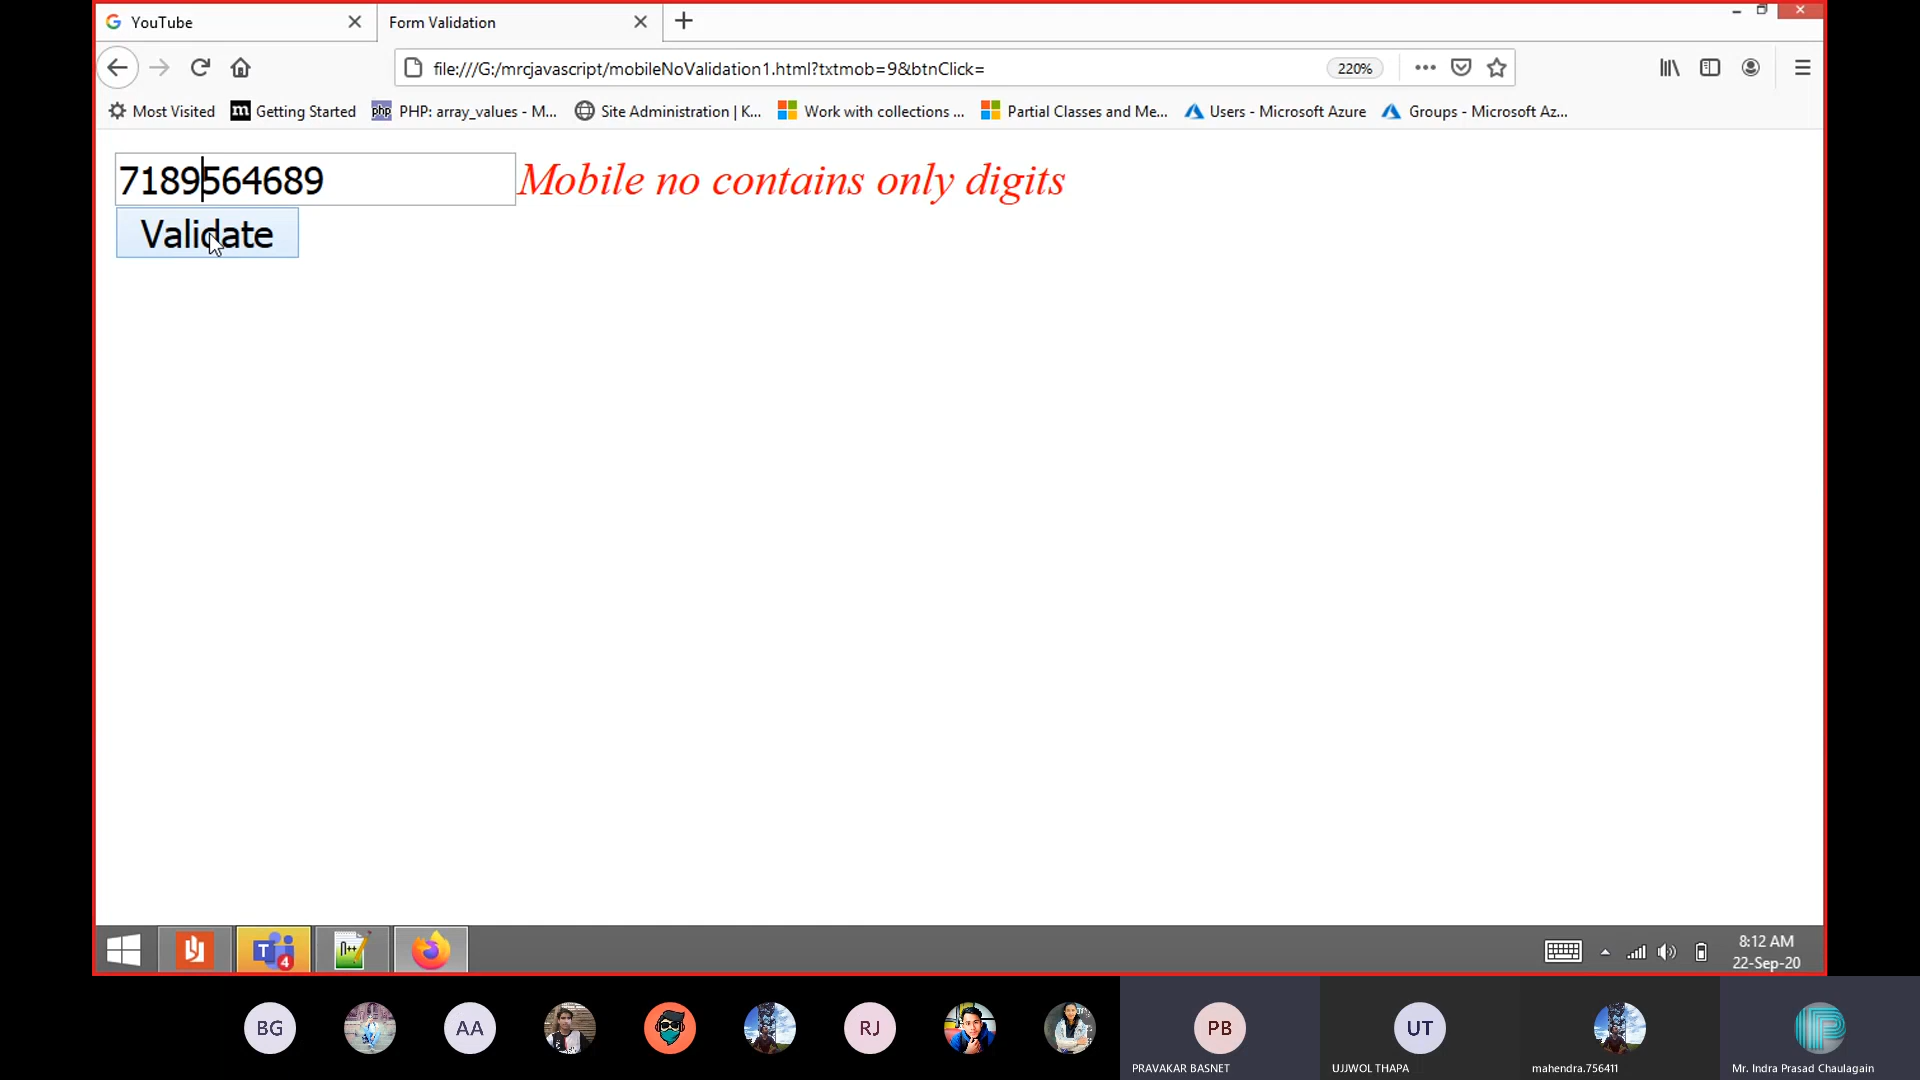 YouTube
Form Validation
file:///G:/mrcjavascript/mobileNoValidation1.html?txtmob=9&btnClick=
220%
Most Visited
Getting Started
PHP: array_values - M...
Site Administration | K...
Work with collections ...
Partial Classes and Me...
Users - Microsoft Azure
Groups - Microsoft Az...
7189564689
Mobile no contains only digits
Validate
8:12 AM
22-Sep-20
BG
AA
RJ
PB
UT
PRAVAKAR BASNET
UJJWOL THAPA
mahendra.756411
Mr. Indra Prasad Chaulagain